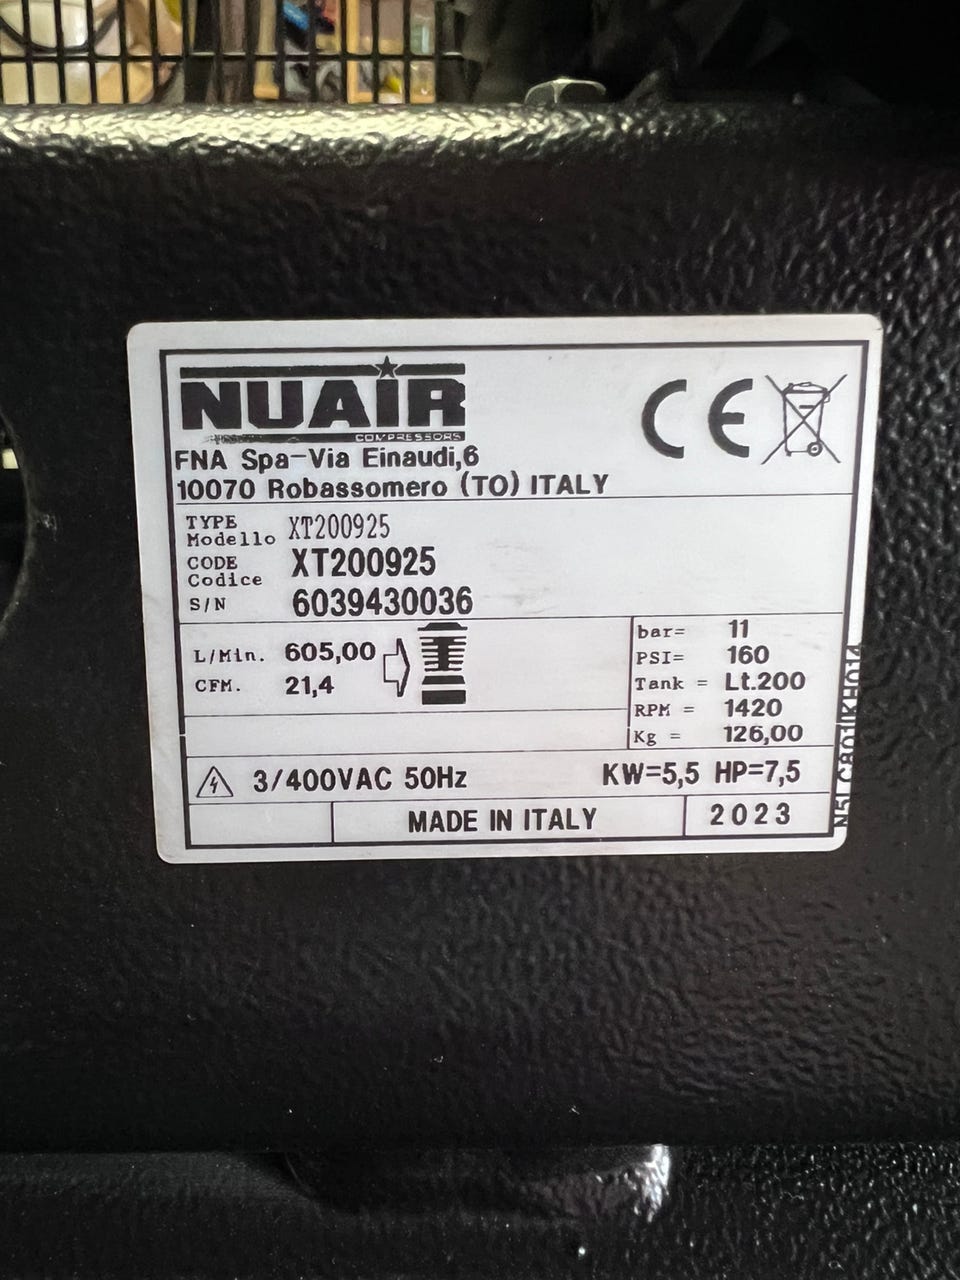 NUAIR
COMPRESSORS
FNA Spa-Via Einaudi,6
10070 Robassomero (TO) ITALY
CE
TYPE
Modello XT200925
CODE
Codice XT200925
S/N 6039430036
L/Min. 605,00
CFM. 21,4
bar= 11
PSI= 160
Tank = Lt.200
RPM = 1420
Kg = 126,00
3/400VAC 50Hz KW=5,5 HP=7,5
MADE IN ITALY 2023